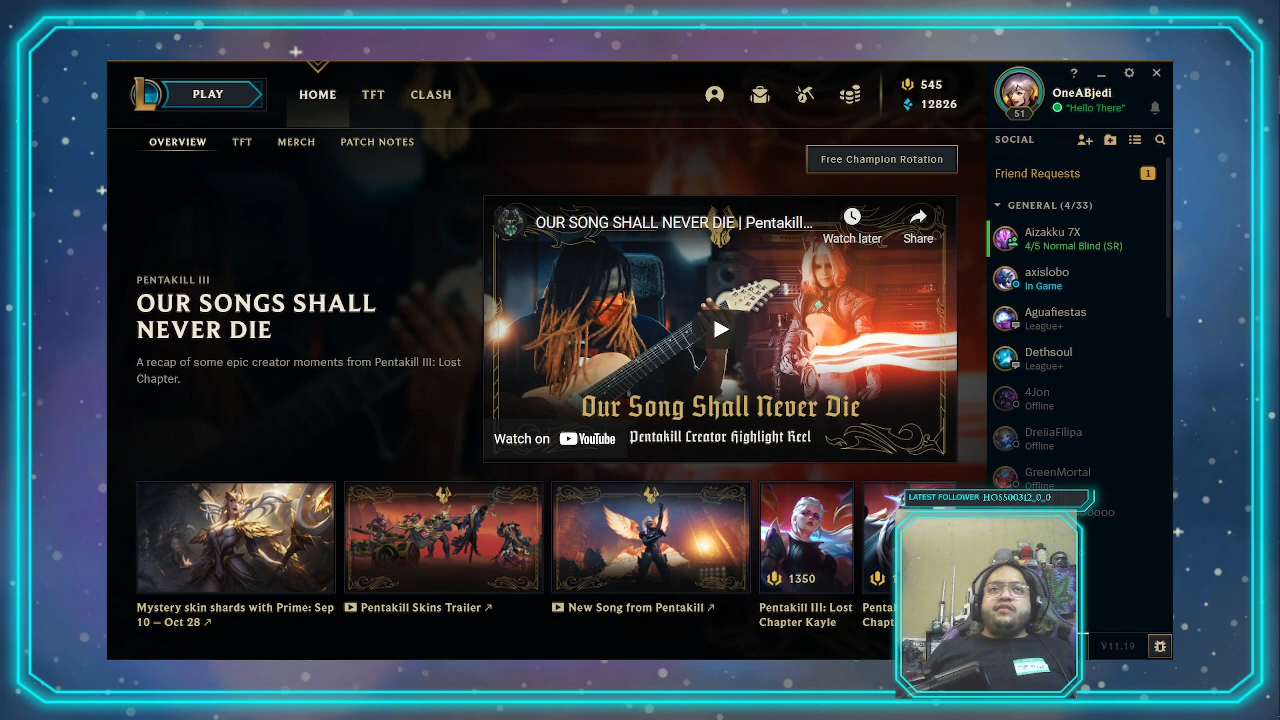 PLAY
HOME
TFT
CLASH
545
12826
?
51
OneABjedi
"Hello There"
OVERVIEW
TFT
MERCH
PATCH NOTES
Free Champion Rotation
SOCIAL
Friend Requests
1
GENERAL (4/33)
Aizakku 7X
4/5 Normal Blind (SR)
axislobo
In Game
Aguafiestas
League+
Dethsoul
League+
4Jon
Offline
DreiiaFilipa
Offline
GreenMortal
Offline
PENTAKILL III
OUR SONGS SHALL
NEVER DIE
A recap of some epic creator moments from Pentakill III: Lost
Chapter.
OUR SONG SHALL NEVER DIE | Pentakill...
Watch later
Share
Our Song Shall Never Die
Pentakill Creator Highlight Reel
Watch on YouTube
Mystery skin shards with Prime: Sep
10 – Oct 28
Pentakill Skins Trailer
New Song from Pentakill
1350
Pentakill III: Lost
Chapter Kayle
LATEST FOLLOWER HOSS00312_0_0
V11.19